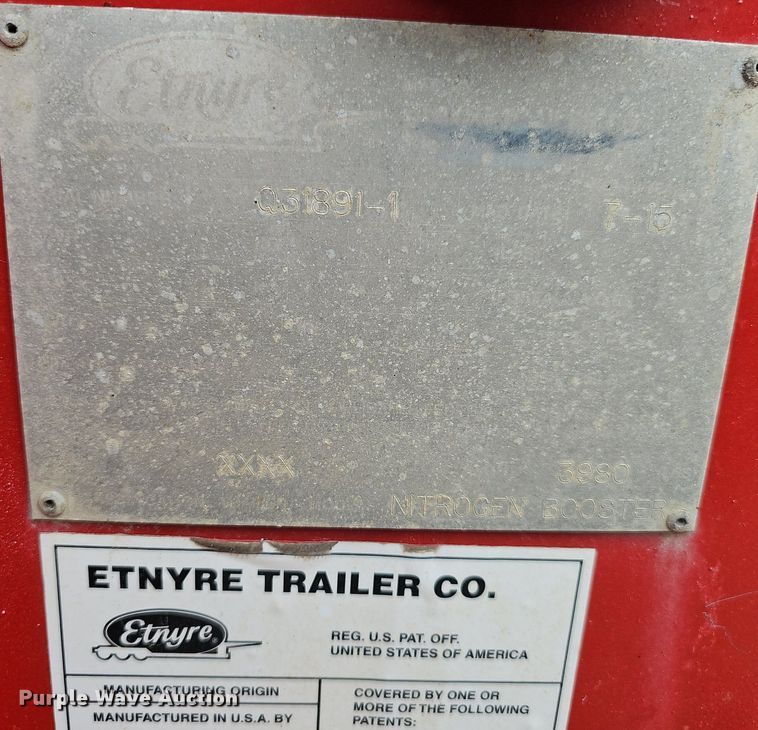 Etnyre
Q31891-1 7-15
XXXX 3980
NITROGEN BOOSTER
ETNYRE TRAILER CO.
Etnyre®
REG. U.S. PAT. OFF.
UNITED STATES OF AMERICA
MANUFACTURING ORIGIN
MANUFACTURED IN U.S.A. BY
COVERED BY ONE OR
MORE OF THE FOLLOWING
PATENTS:
Purple Wave Auction